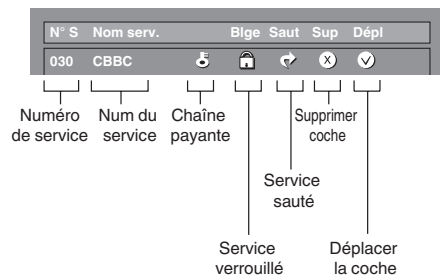 N° S Nom serv. Blge Saut Sup Dépl
030 CBBC X
Numéro de service
Num du service
Chaîne payante
Supprimer coche
Service sauté
Service verrouillé
Déplacer la coche